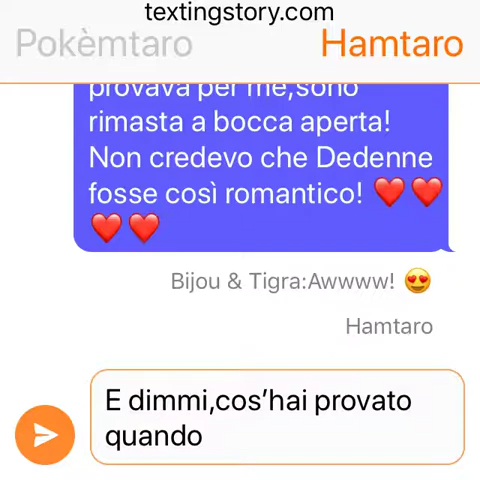 textingstory.com
Pokèmtaro
Hamtaro
provava per me,sono
rimasta a bocca aperta!
Non credevo che Dedenne
fosse così romantico! ❤️❤️
❤️❤️
Bijou & Tigra:Awwww! 😍
Hamtaro
E dimmi,cos’hai provato
quando